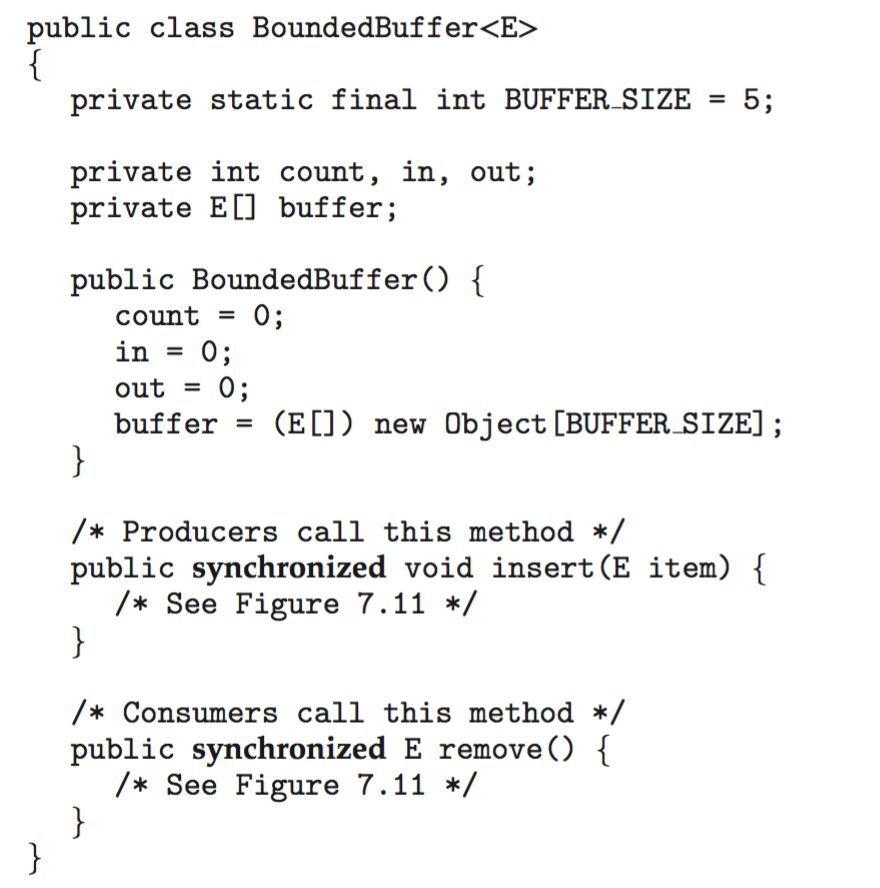 public class BoundedBuffer<E>
{
private static final int BUFFER_SIZE = 5;
private int count, in, out;
private E[] buffer;
public BoundedBuffer() {
count = 0;
in = 0;
out = 0;
buffer = (E[]) new Object[BUFFER_SIZE];
}
/* Producers call this method */
public synchronized void insert(E item) {
/* See Figure 7.11 */
}
/* Consumers call this method */
public synchronized E remove() {
/* See Figure 7.11 */
}
}